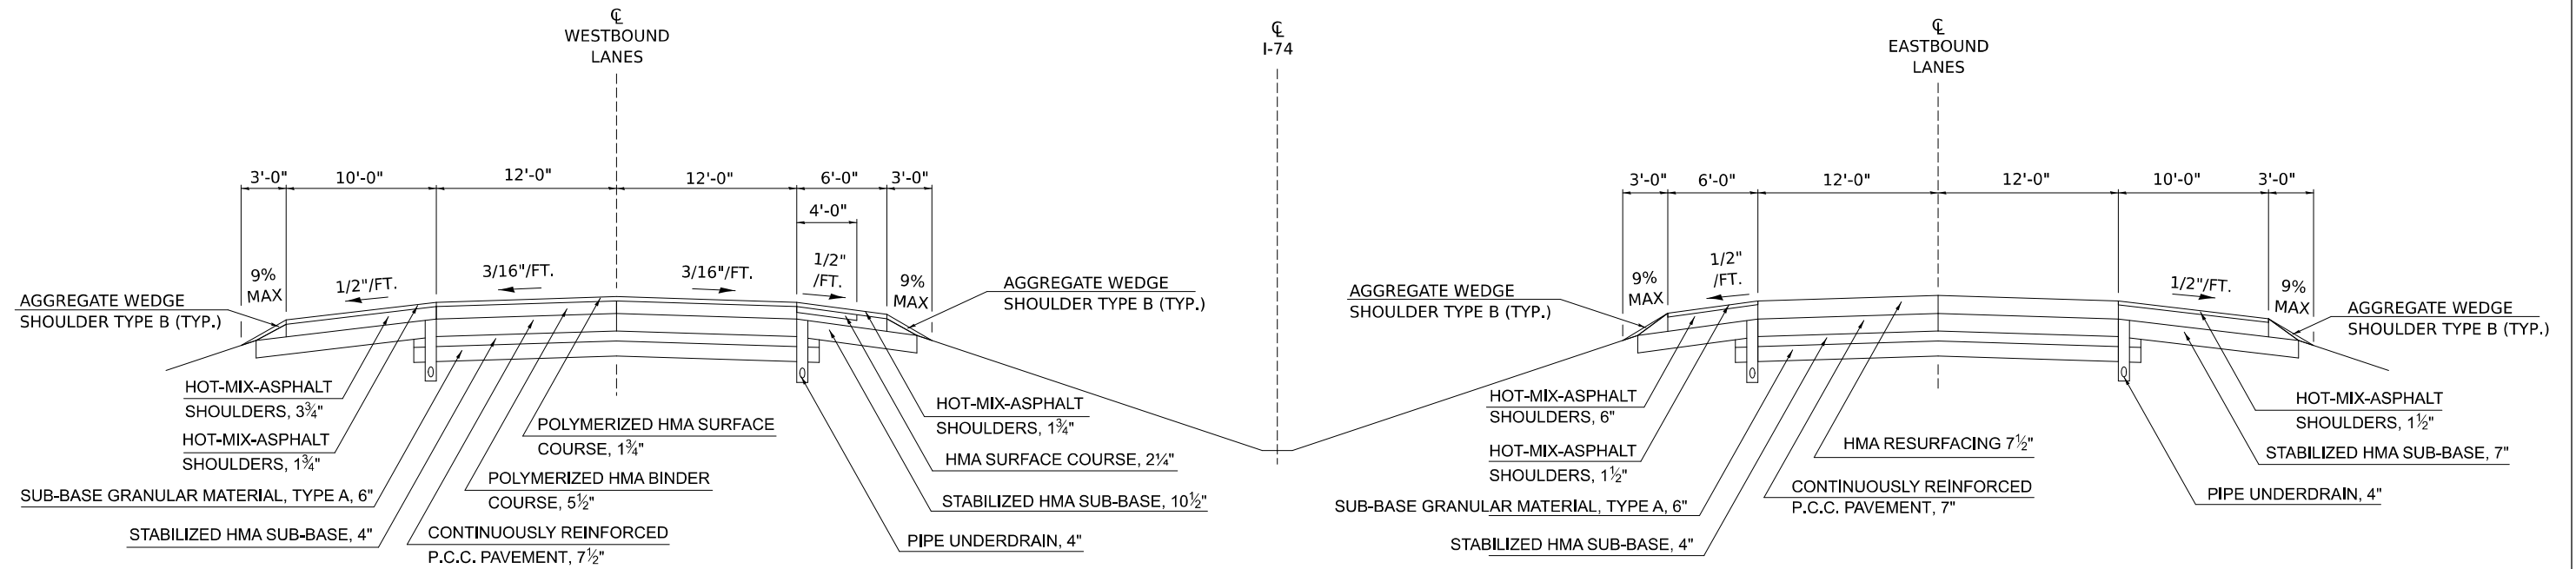 ℄
WESTBOUND
LANES
℄
I-74
℄
EASTBOUND
LANES
3'-0" 10'-0" 12'-0" 12'-0" 6'-0" 3'-0"
4'-0"
3'-0" 6'-0" 12'-0" 12'-0" 10'-0" 3'-0"
9%
MAX
1/2"/FT.
3/16"/FT.
3/16"/FT.
1/2"
/FT.
9%
MAX
AGGREGATE WEDGE
SHOULDER TYPE B (TYP.)
AGGREGATE WEDGE
SHOULDER TYPE B (TYP.)
HOT-MIX-ASPHALT
SHOULDERS, 3¾"
HOT-MIX-ASPHALT
SHOULDERS, 1¾"
SUB-BASE GRANULAR MATERIAL, TYPE A, 6"
STABILIZED HMA SUB-BASE, 4"
POLYMERIZED HMA SURFACE
COURSE, 1¾"
POLYMERIZED HMA BINDER
COURSE, 5½"
CONTINUOUSLY REINFORCED
P.C.C. PAVEMENT, 7½"
HOT-MIX-ASPHALT
SHOULDERS, 1¾"
HMA SURFACE COURSE, 2¼"
STABILIZED HMA SUB-BASE, 10½"
PIPE UNDERDRAIN, 4"
9%
MAX
1/2"
/FT.
1/2"/FT.
9%
MAX
AGGREGATE WEDGE
SHOULDER TYPE B (TYP.)
AGGREGATE WEDGE
SHOULDER TYPE B (TYP.)
HOT-MIX-ASPHALT
SHOULDERS, 6"
HOT-MIX-ASPHALT
SHOULDERS, 1½"
SUB-BASE GRANULAR MATERIAL, TYPE A, 6"
STABILIZED HMA SUB-BASE, 4"
HMA RESURFACING 7½"
CONTINUOUSLY REINFORCED
P.C.C. PAVEMENT, 7"
HOT-MIX-ASPHALT
SHOULDERS, 1½"
STABILIZED HMA SUB-BASE, 7"
PIPE UNDERDRAIN, 4"